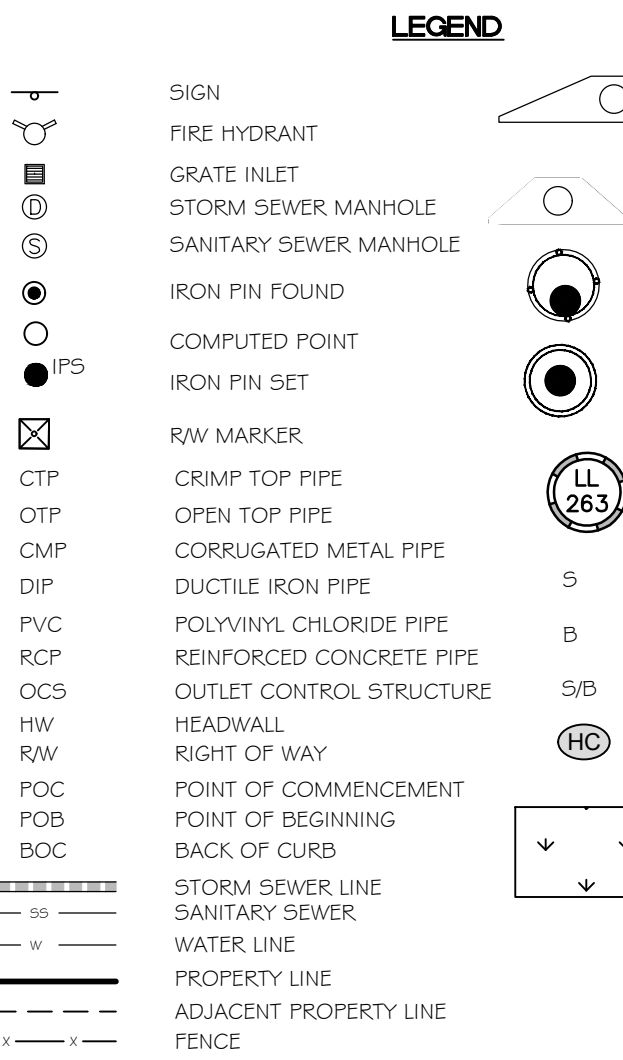 LEGEND
SIGN
FIRE HYDRANT
GRATE INLET
D STORM SEWER MANHOLE
S SANITARY SEWER MANHOLE
IRON PIN FOUND
COMPUTED POINT
IPS IRON PIN SET
R/W MARKER
CTP CRIMP TOP PIPE
OTP OPEN TOP PIPE
CMP CORRUGATED METAL PIPE
DIP DUCTILE IRON PIPE
PVC POLYVINYL CHLORIDE PIPE
RCP REINFORCED CONCRETE PIPE
OCS OUTLET CONTROL STRUCTURE
HW HEADWALL
R/W RIGHT OF WAY
POC POINT OF COMMENCEMENT
POB POINT OF BEGINNING
BOC BACK OF CURB
STORM SEWER LINE
SS SANITARY SEWER
W WATER LINE
PROPERTY LINE
ADJACENT PROPERTY LINE
X X FENCE
LL
263
S
B
S/B
HC